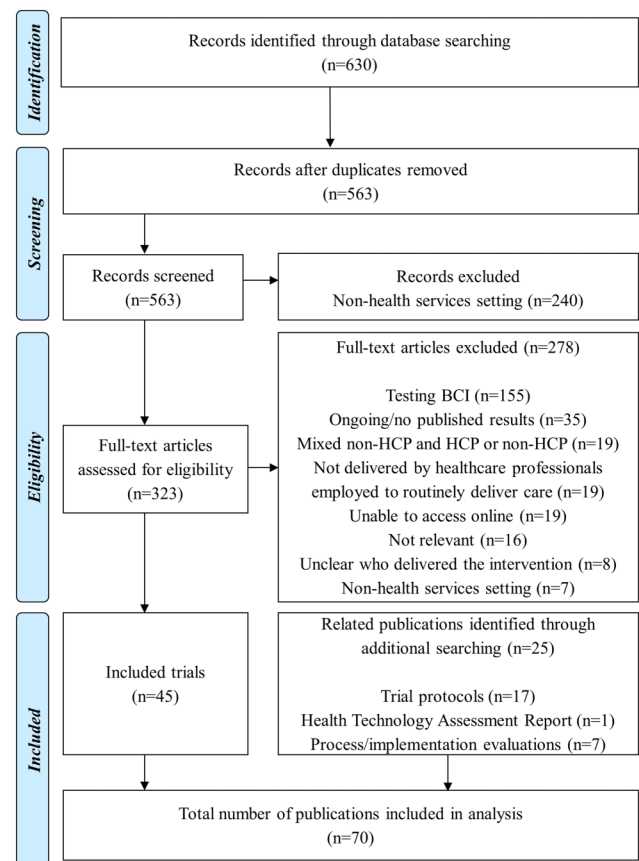 Identification
Records identified through database searching
(n=630)
Screening
Records after duplicates removed
(n=563)
Records screened
(n=563)
Records excluded
Non-health services setting (n=240)
Eligibility
Full-text articles
assessed for eligibility
(n=323)
Full-text articles excluded (n=278)
Testing BCI (n=155)
Ongoing/no published results (n=35)
Mixed non-HCP and HCP or non-HCP (n=19)
Not delivered by healthcare professionals
employed to routinely deliver care (n=19)
Unable to access online (n=19)
Not relevant (n=16)
Unclear who delivered the intervention (n=8)
Non-health services setting (n=7)
Included
Included trials
(n=45)
Related publications identified through
additional searching (n=25)
Trial protocols (n=17)
Health Technology Assessment Report (n=1)
Process/implementation evaluations (n=7)
Total number of publications included in analysis
(n=70)